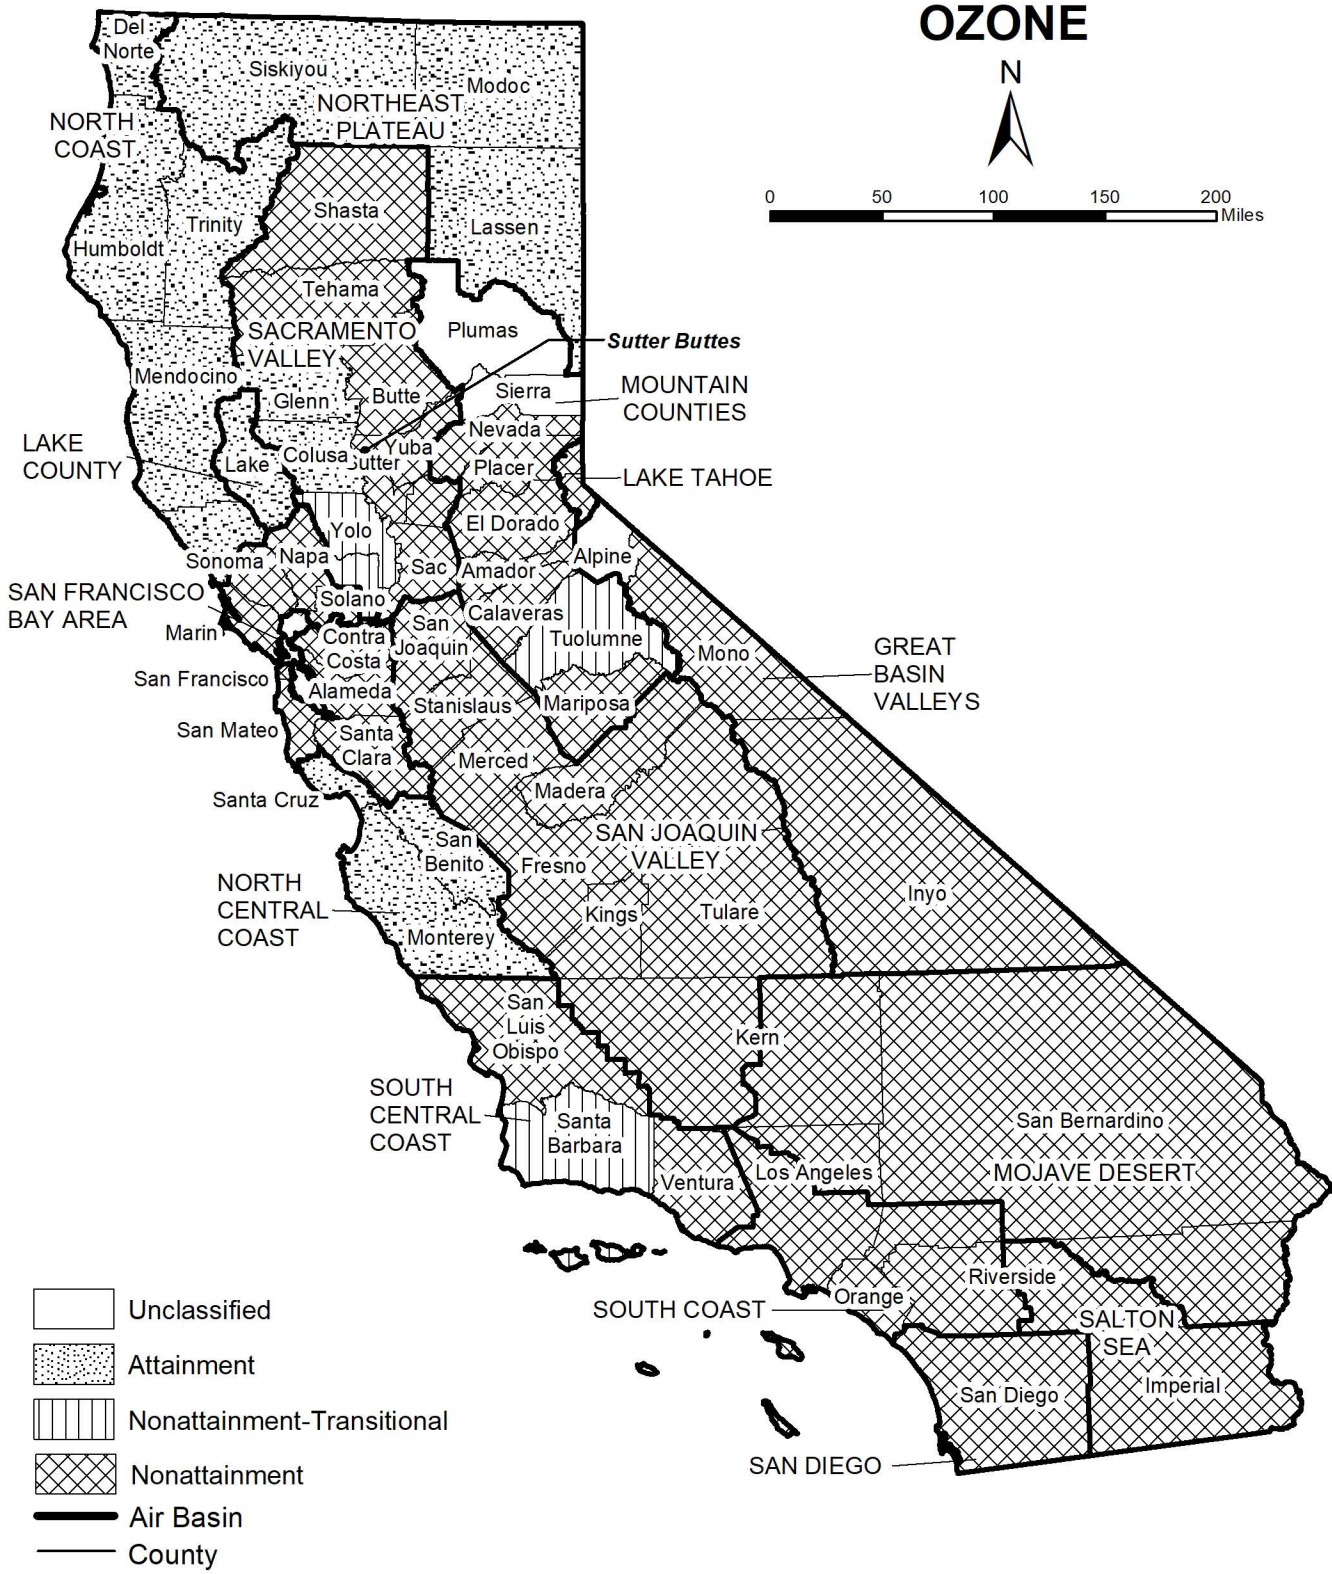 OZONE
N
0 50 100 150 200
Miles
Del
Norte
Siskiyou
Modoc
NORTHEAST
PLATEAU
NORTH
COAST
Shasta
Trinity
Lassen
Humboldt
Tehama
SACRAMENTO
VALLEY
Plumas
Sutter Buttes
Mendocino
Glenn
Butte
Sierra
MOUNTAIN
COUNTIES
Nevada
LAKE
COUNTY
Lake
Colusa
Yuba
Sutter
Placer
LAKE TAHOE
Yolo
El Dorado
Sonoma
Napa
Sac
Amador
Alpine
SAN FRANCISCO
BAY AREA
Solano
Calaveras
Marin
Contra
Costa
San
Joaquin
Tuolumne
Mono
GREAT
BASIN
VALLEYS
San Francisco
Alameda
Stanislaus
Mariposa
San Mateo
Santa
Clara
Merced
Madera
Santa Cruz
SAN JOAQUIN
VALLEY
San
Benito
Fresno
NORTH
CENTRAL
COAST
Kings
Tulare
Inyo
Monterey
San
Luis
Obispo
Kern
SOUTH
CENTRAL
COAST
Santa
Barbara
San Bernardino
Ventura
Los Angeles
MOJAVE DESERT
Riverside
Orange
SOUTH COAST
SALTON
SEA
San Diego
Imperial
SAN DIEGO
Unclassified
Attainment
Nonattainment-Transitional
Nonattainment
Air Basin
County